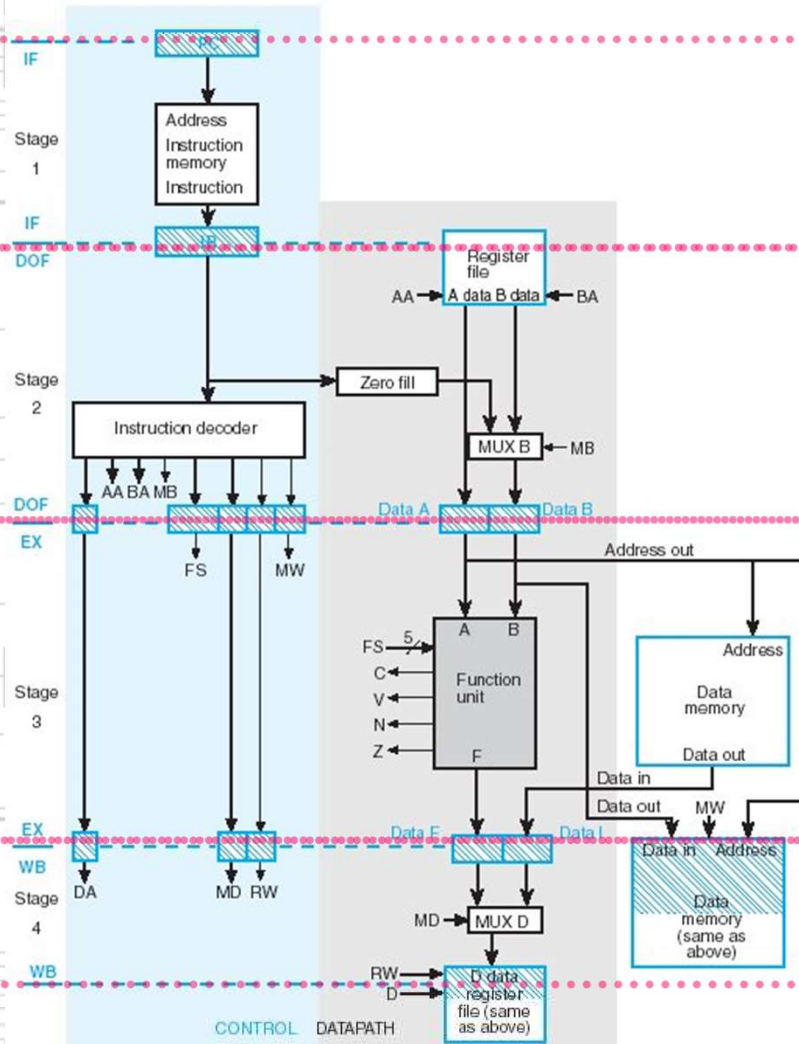 PC
IF
Address
Instruction
memory
Instruction
Stage
1
IF
IR
DOF
Register
file
AA
A data B data
BA
Stage
2
Zero fill
Instruction decoder
MUX B
MB
AA BA MB
DOF
Data A
Data B
EX
Address out
FS
MW
A
B
Address
FS
5
C
Function
unit
V
N
Z
F
Data
memory
Data out
Stage
3
Data in
Data out
MW
EX
Data F
Data I
Data in
Address
WB
DA
MD
RW
Stage
4
MD
MUX D
Data
memory
(same as
above)
WB
RW
D
D data
register
file (same
as above)
CONTROL
DATAPATH